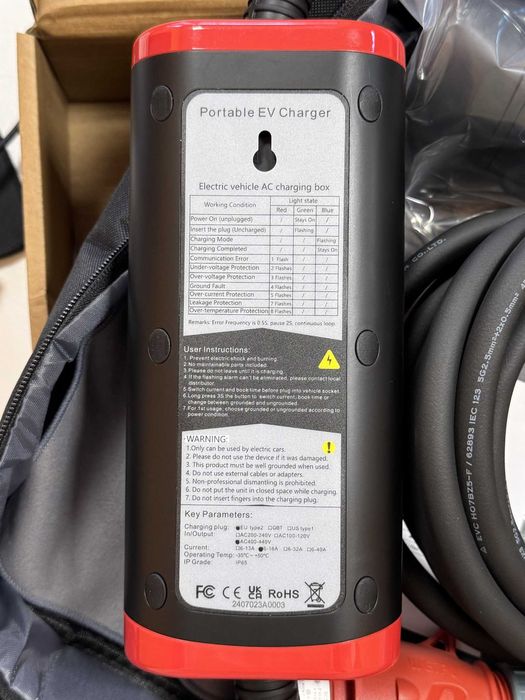 Portable EV Charger
Electric vehicle AC charging box
Working Condition Light state
Red Green Blue
Power On (unplugged) / Stays On /
Insert the plug (Uncharged) / Flashing /
Charging Mode / / Flashing
Charging Completed / / Stays On
Communication Error 1 Flash / /
Under-voltage Protection 2 Flashes / /
Over-voltage Protection 3 Flashes / /
Ground Fault 4 Flashes / /
Over-current Protection 5 Flashes / /
Leakage Protection 7 Flashes / /
Over-temperature Protection 8 Flashes / /
Remarks: Error Frequency is 0.5S, pause 2S, continuous loop.
User Instructions:
1. Prevent electric shock and burning.
2. No maintainable parts included.
3. Please do not leave until it is charging.
4. If the flashing alarm can't be eliminated, please contact local
distributor.
5. Switch current and book time before plug into vehicle socket.
6. Long press 3S the button to switch current, book time or
change between grounded and ungrounded.
7. For 1st usage, choose grounded or ungrounded according to
power condition.
WARNING:
1. Only can be used by electric cars.
2. Please do not use the device if it was damaged.
3. This product must be well grounded when used.
4. Do not use external cables or adapters.
5. Non-professional dismantling is prohibited.
6. Do not put the unit in closed space while charging.
7. Do not insert fingers into the charging plug.
Key Parameters:
Charging plug: ●EU type2 □GBT □US type1
In/Output □AC200-240V □AC100-120V
●AC400-440V
Current: □6-13A ●6-16A □6-32A □6-40A
Operating Temp: -35℃~+50℃
IP Grade: IP65
FC CE UKCA RoHS
2407023A0003
CO., LTD.
EVC H07BZ5-F / 62893 IEC 123 5G2.5mm²+2x0.5mm²